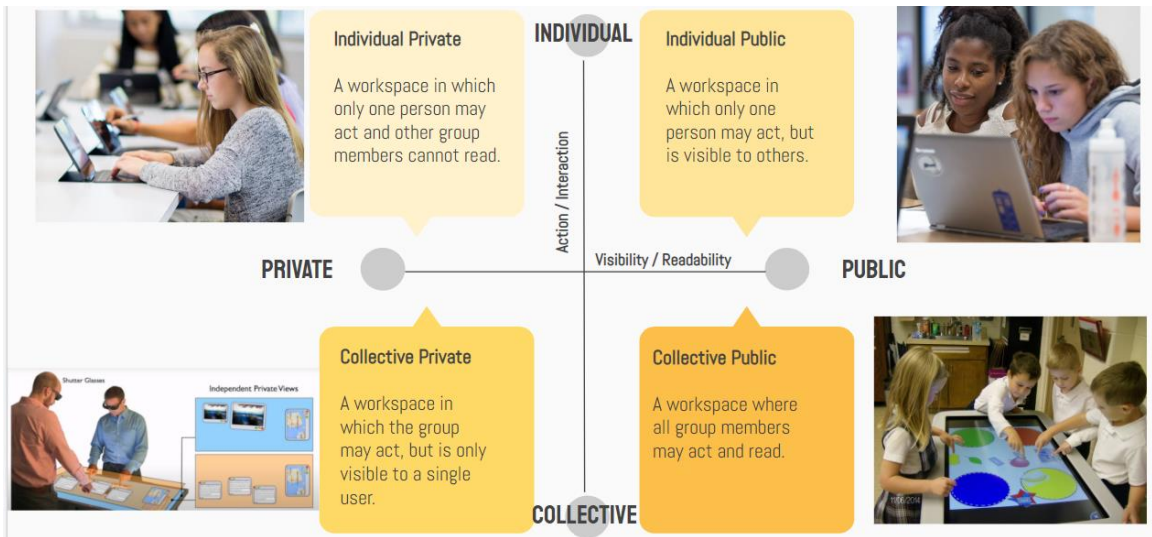 INDIVIDUAL
Individual Private
A workspace in which
only one person may
act and other group
members cannot read.
Individual Public
A workspace in
which only one
person may act, but
is visible to others.
Action / Interaction
Visibility / Readability
PRIVATE
PUBLIC
Collective Private
A workspace in
which the group
may act, but is only
visible to a single
user.
Collective Public
A workspace where
all group members
may act and read.
Shutter Glasses
Independent Private Views
COLLECTIVE